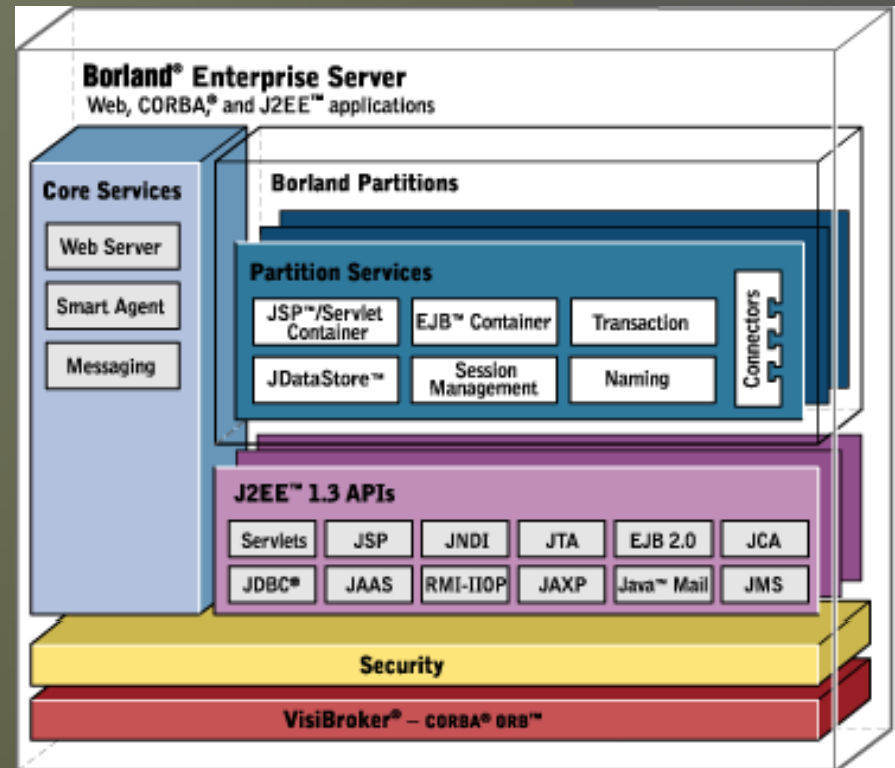 Borland® Enterprise Server
Web, CORBA,® and J2EE™ applications
Core Services
Web Server
Smart Agent
Messaging
Borland Partitions
Partition Services
JSP™/Servlet
Container
EJB™ Container
Transaction
JDataStore™
Session
Management
Naming
Connectors
J2EE™ 1.3 APIs
Servlets
JSP
JNDI
JTA
EJB 2.0
JCA
JDBC®
JAAS
RMI-IIOP
JAXP
Java™ Mail
JMS
Security
VisiBroker® – CORBA® ORB™